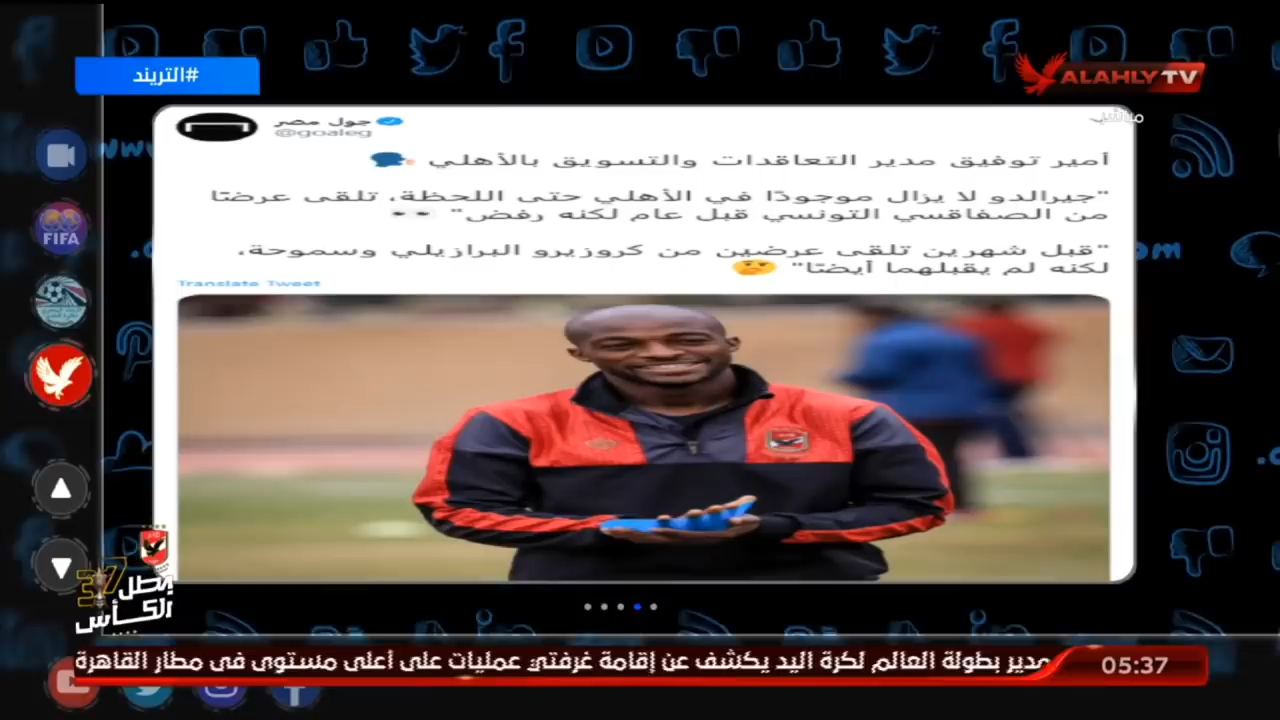 #التريند
ALAHLY TV
مباشر
جول مصر
@goaleg
أمير توفيق مدير التعاقدات والتسويق بالأهلي
"جيرالدو لا يزال موجودًا في الأهلي حتى اللحظة، تلقى عرضًا
من الصفاقسي التونسي قبل عام لكنه رفض"
"قبل شهرين تلقى عرضين من كروزيرو البرازيلي وسموحة،
لكنه لم يقبلهما أيضًا"
Translate Tweet
FIFA
بطل 37
الكأس
مدير بطولة العالم لكرة اليد يكشف عن إقامة غرفتي عمليات على أعلى مستوى فى مطار القاهرة
05:37